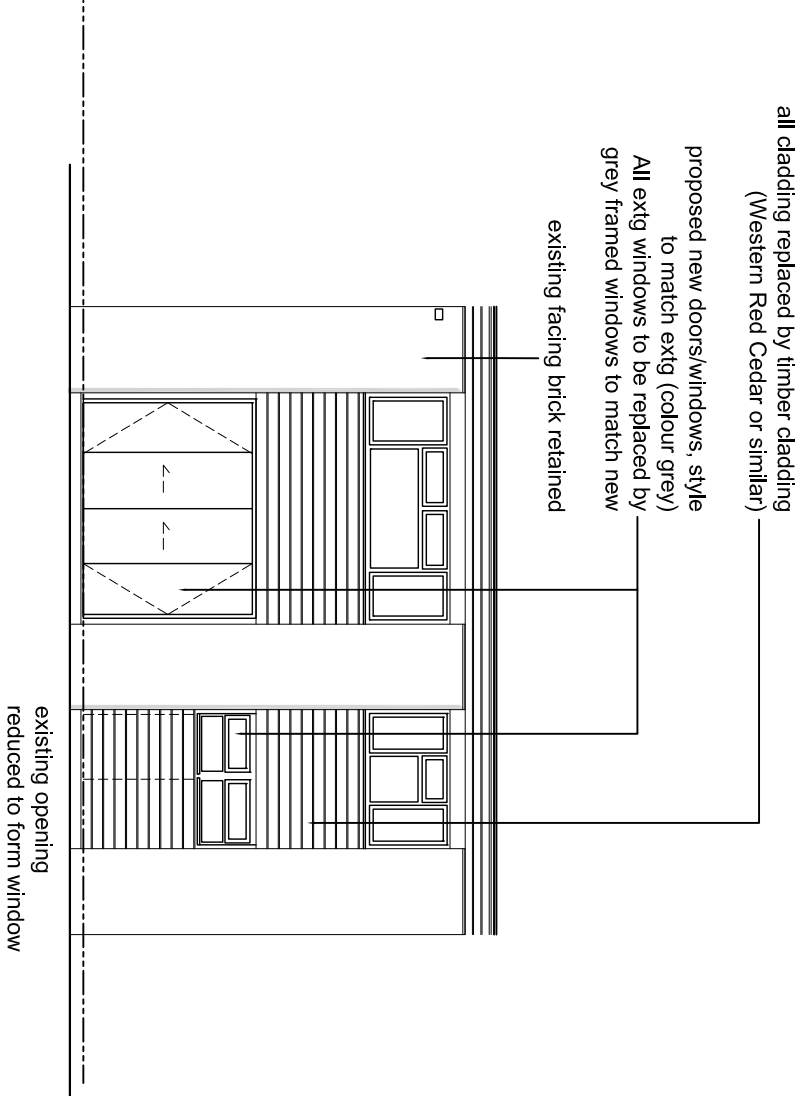 all cladding replaced by timber cladding
(Western Red Cedar or similar)
proposed new doors/windows, style
to match extg (colour grey)
All extg windows to be replaced by
grey framed windows to match new
existing facing brick retained
existing opening
reduced to form window